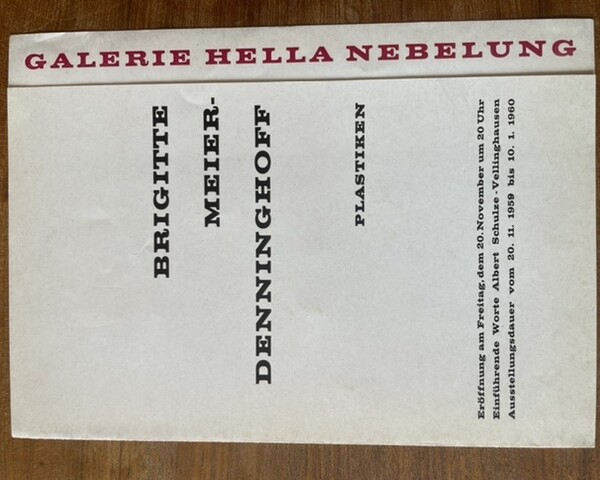 GALERIE HELLA NEBELUNG
BRIGITTE
MEIER-
DENNINGHOFF
PLASTIKEN
Eröffnung am Freitag, dem 20. November um 20 Uhr
Einführende Worte Albert Schulze-Vellinghausen
Ausstellungsdauer vom 20. 11. 1959 bis 10. 1. 1960